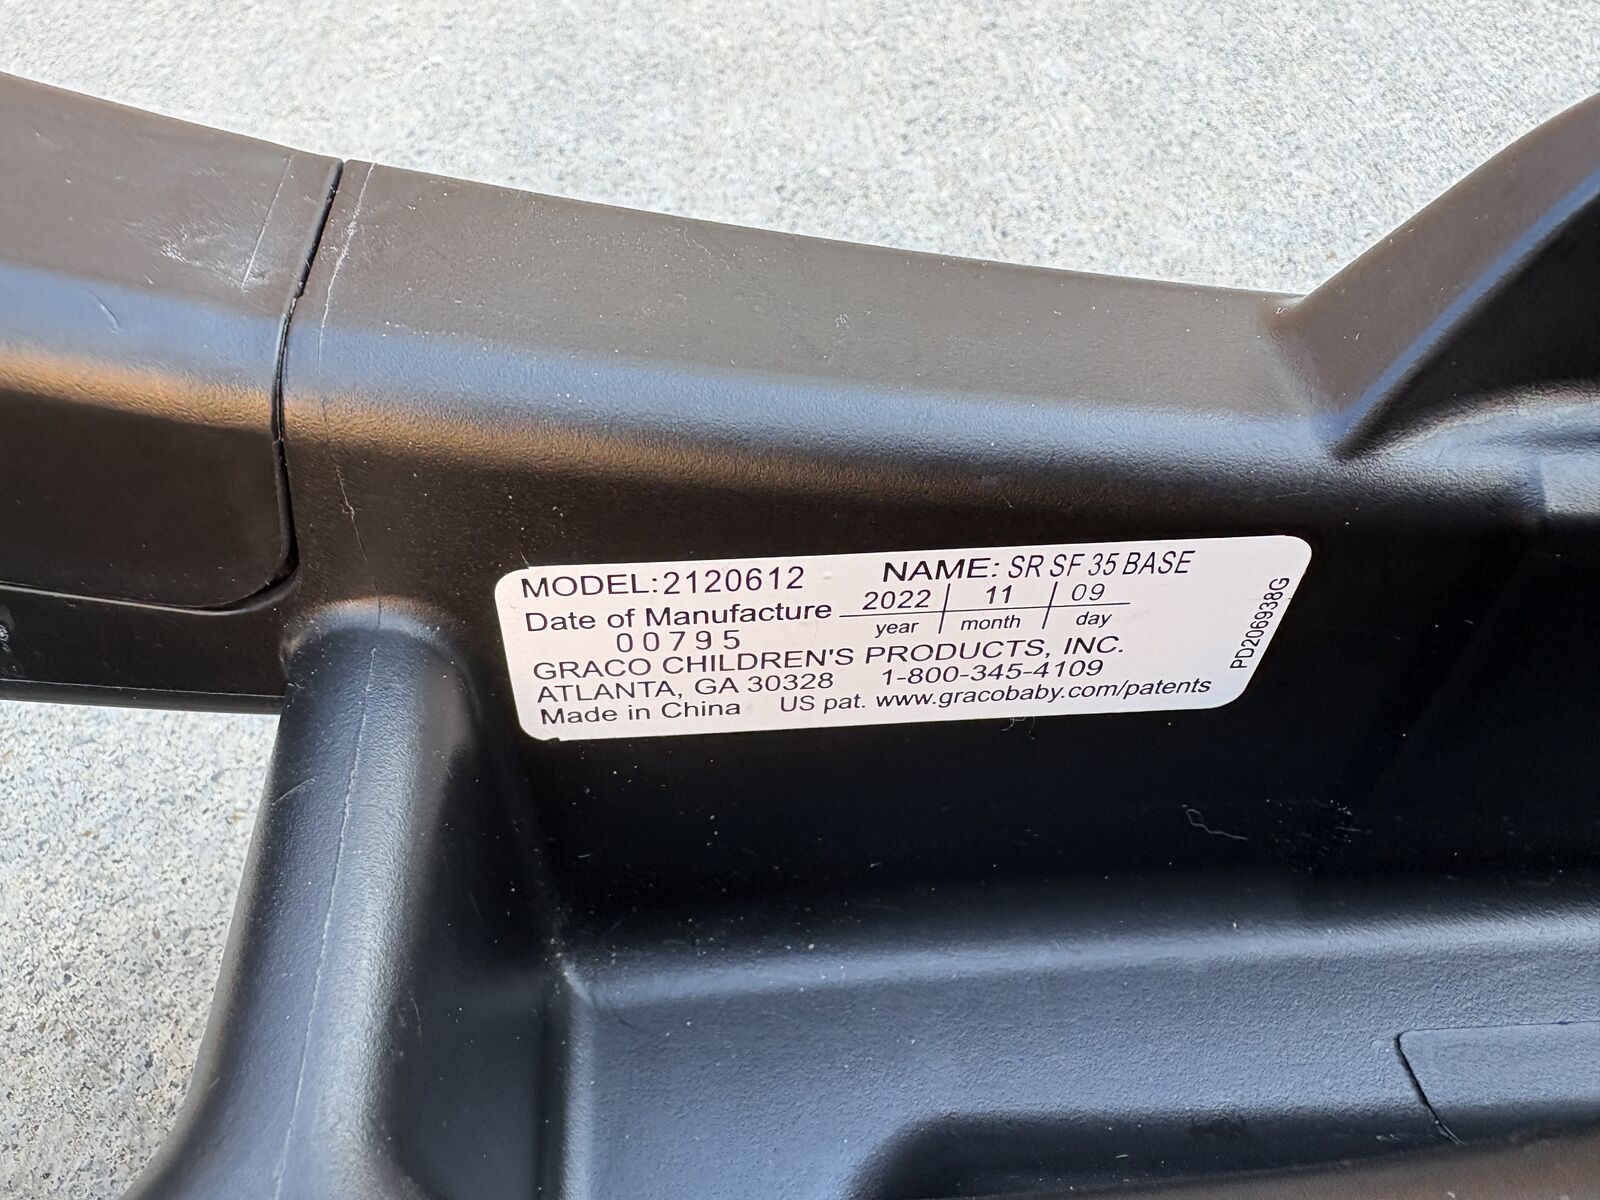 MODEL:2120612 NAME: SR SF 35 BASE
Date of Manufacture 2022 11 09
year month day
00795
GRACO CHILDREN'S PRODUCTS, INC.
ATLANTA, GA 30328 1-800-345-4109
Made in China US pat. www.gracobaby.com/patents
PD206938G